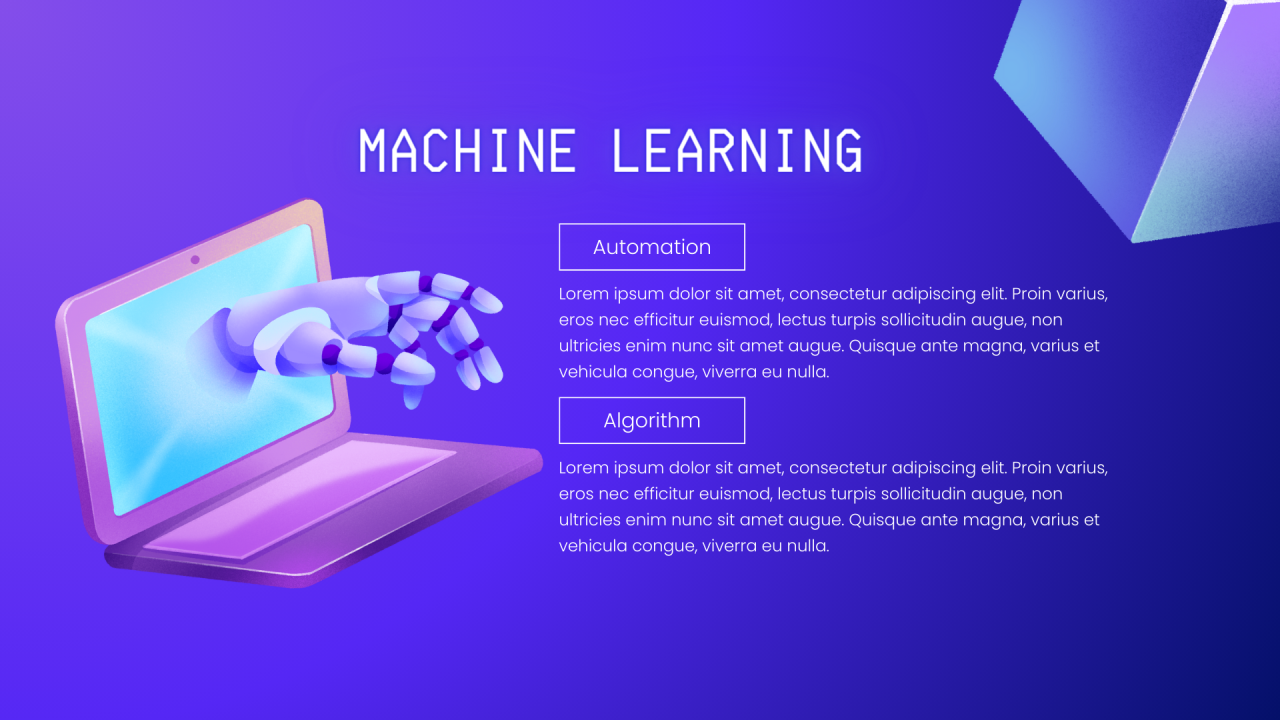 MACHINE LEARNING
Automation
Lorem ipsum dolor sit amet, consectetur adipiscing elit. Proin varius,
eros nec efficitur euismod, lectus turpis sollicitudin augue, non
ultricies enim nunc sit amet augue. Quisque ante magna, varius et
vehicula congue, viverra eu nulla.
Algorithm
Lorem ipsum dolor sit amet, consectetur adipiscing elit. Proin varius,
eros nec efficitur euismod, lectus turpis sollicitudin augue, non
ultricies enim nunc sit amet augue. Quisque ante magna, varius et
vehicula congue, viverra eu nulla.